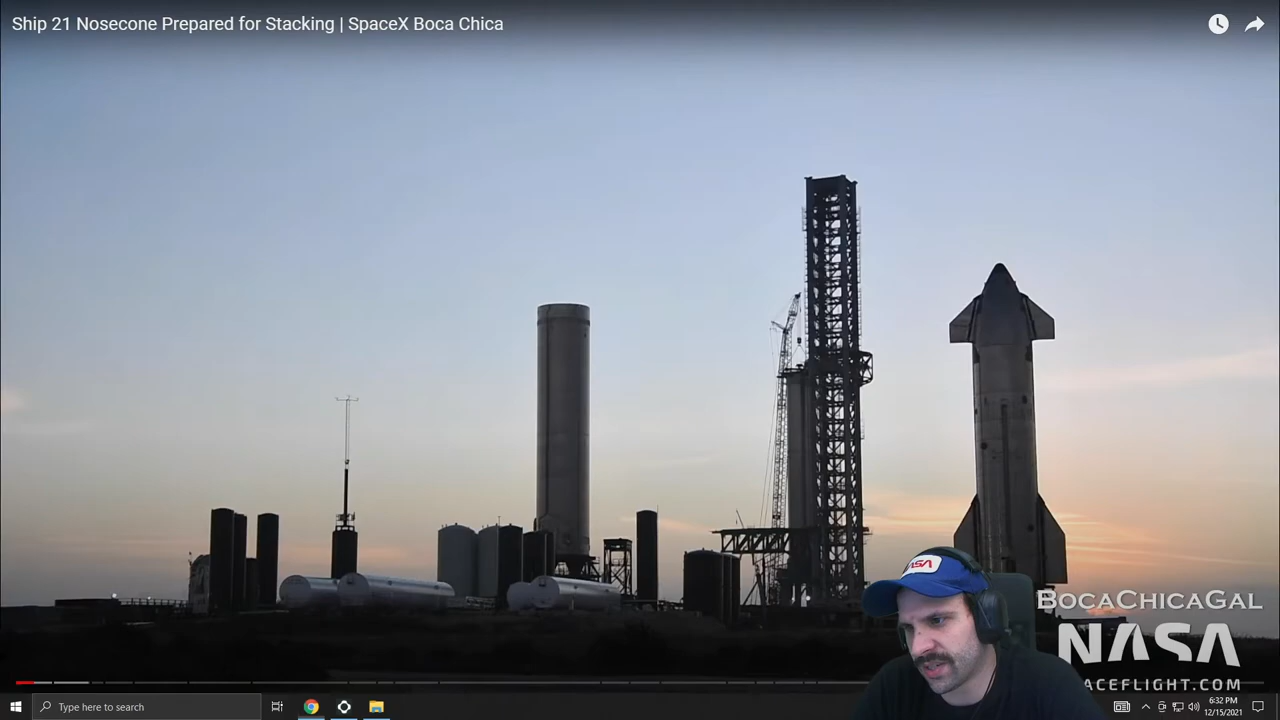 Ship 21 Nosecone Prepared for Stacking | SpaceX Boca Chica
NASA
BOCACHICAGAL
NASA
ACEFLIGHT.COM
Type here to search
6:32 PM
12/15/2021